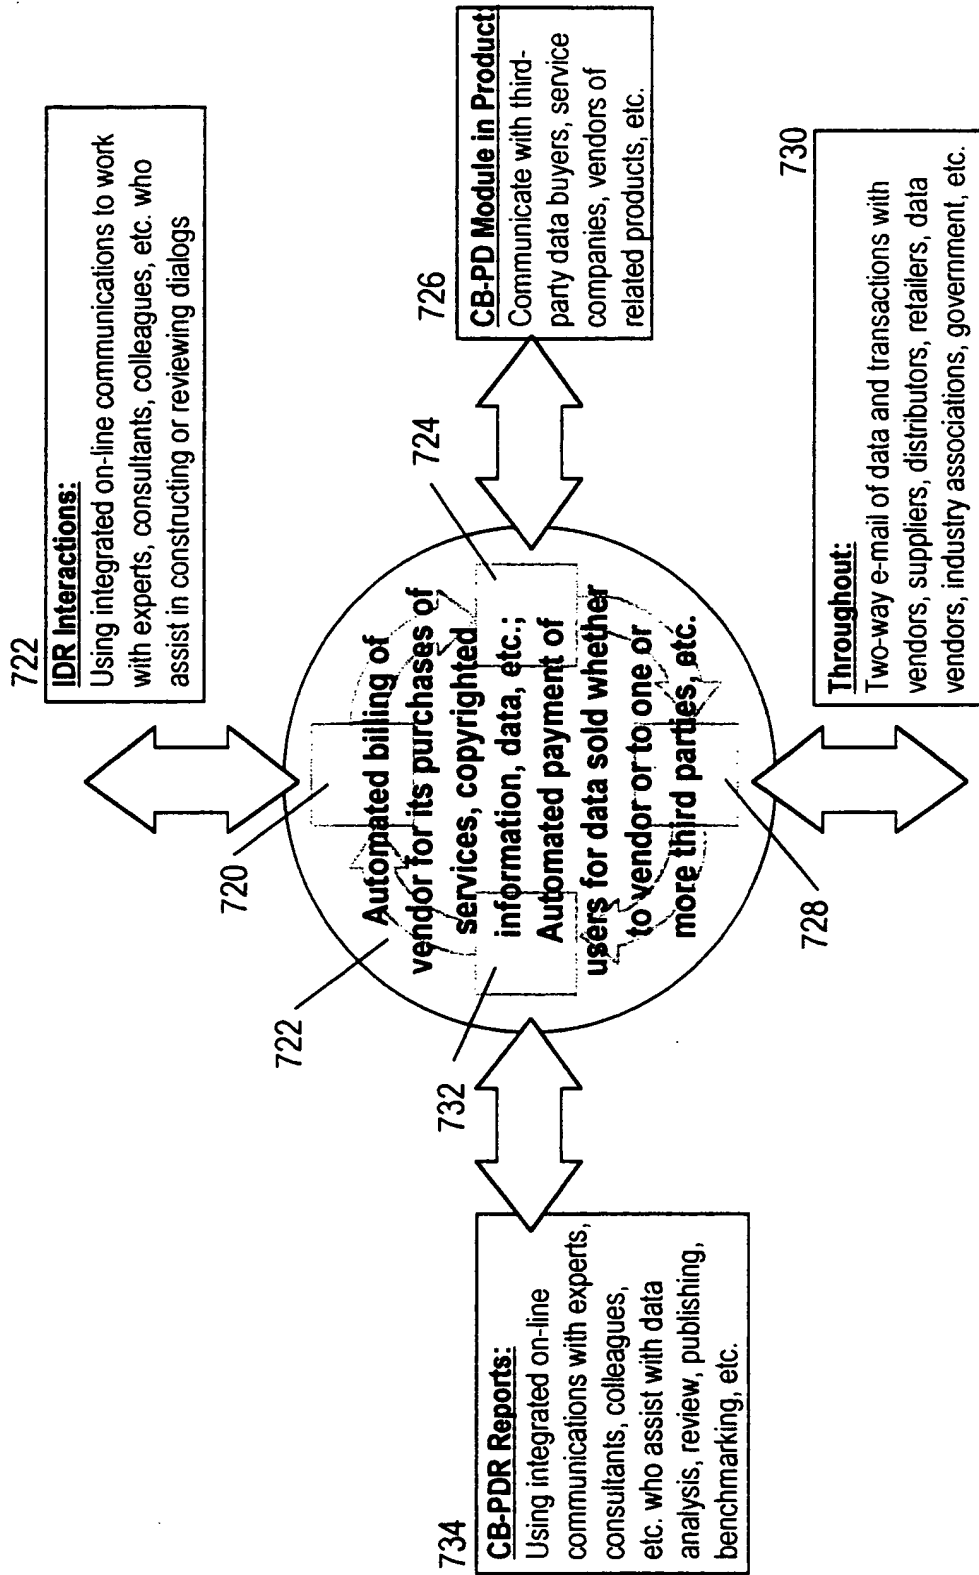 722
IDR Interactions:
Using integrated on-line communications to work
with experts, consultants, colleagues, etc. who
assist in constructing or reviewing dialogs
734
CB-PDR Reports:
Using integrated on-line
communications with experts,
consultants, colleagues,
etc. who assist with data
analysis, review, publishing,
benchmarking, etc.
722
720
732
724
728
Automated billing of
vendor for its purchases of
services, copyrighted
information, data, etc.;
Automated payment of
users for data sold whether
to vendor or to one or
more third parties, etc.
726
CB-PD Module in Product:
Communicate with third-
party data buyers, service
companies, vendors of
related products, etc.
730
Throughout:
Two-way e-mail of data and transactions with
vendors, suppliers, distributors, retailers, data
vendors, industry associations, government, etc.